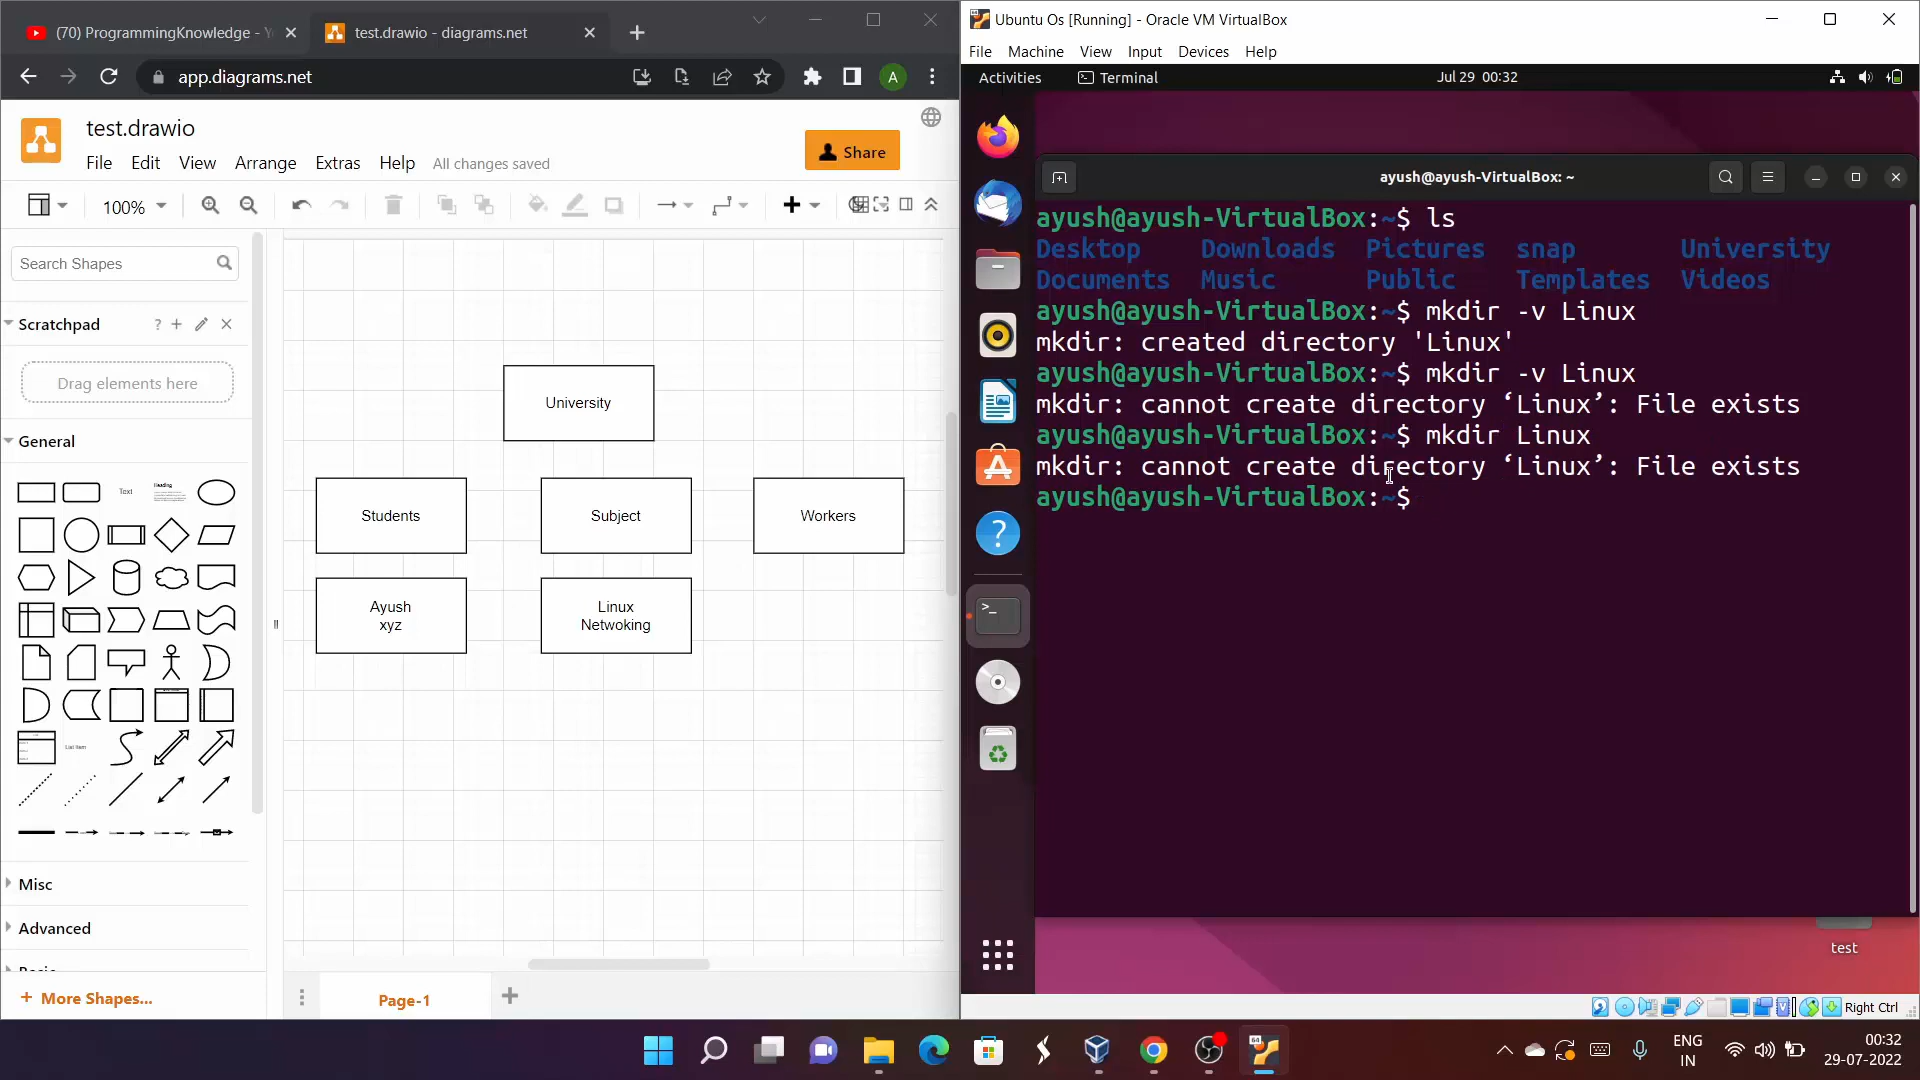 (70) ProgrammingKnowledge - Y
test.drawio - diagrams.net
app.diagrams.net
A
test.drawio
File Edit View Arrange Extras Help All changes saved
Share
100%
Search Shapes
Scratchpad
?
Drag elements here
General
Text
Heading
List Item
Misc
Advanced
+ More Shapes...
University
Students
Subject
Workers
Ayush
xyz
Linux
Netwoking
Page-1
Ubuntu Os [Running] - Oracle VM VirtualBox
File Machine View Input Devices Help
Activities Terminal Jul 29 00:32
ayush@ayush-VirtualBox: ~
ayush@ayush-VirtualBox:~$ ls
Desktop Downloads Pictures snap University
Documents Music Public Templates Videos
ayush@ayush-VirtualBox:~$ mkdir -v Linux
mkdir: created directory 'Linux'
ayush@ayush-VirtualBox:~$ mkdir -v Linux
mkdir: cannot create directory ‘Linux’: File exists
ayush@ayush-VirtualBox:~$ mkdir Linux
mkdir: cannot create directory ‘Linux’: File exists
ayush@ayush-VirtualBox:~$
test
Right Ctrl
ENG
IN
00:32
29-07-2022